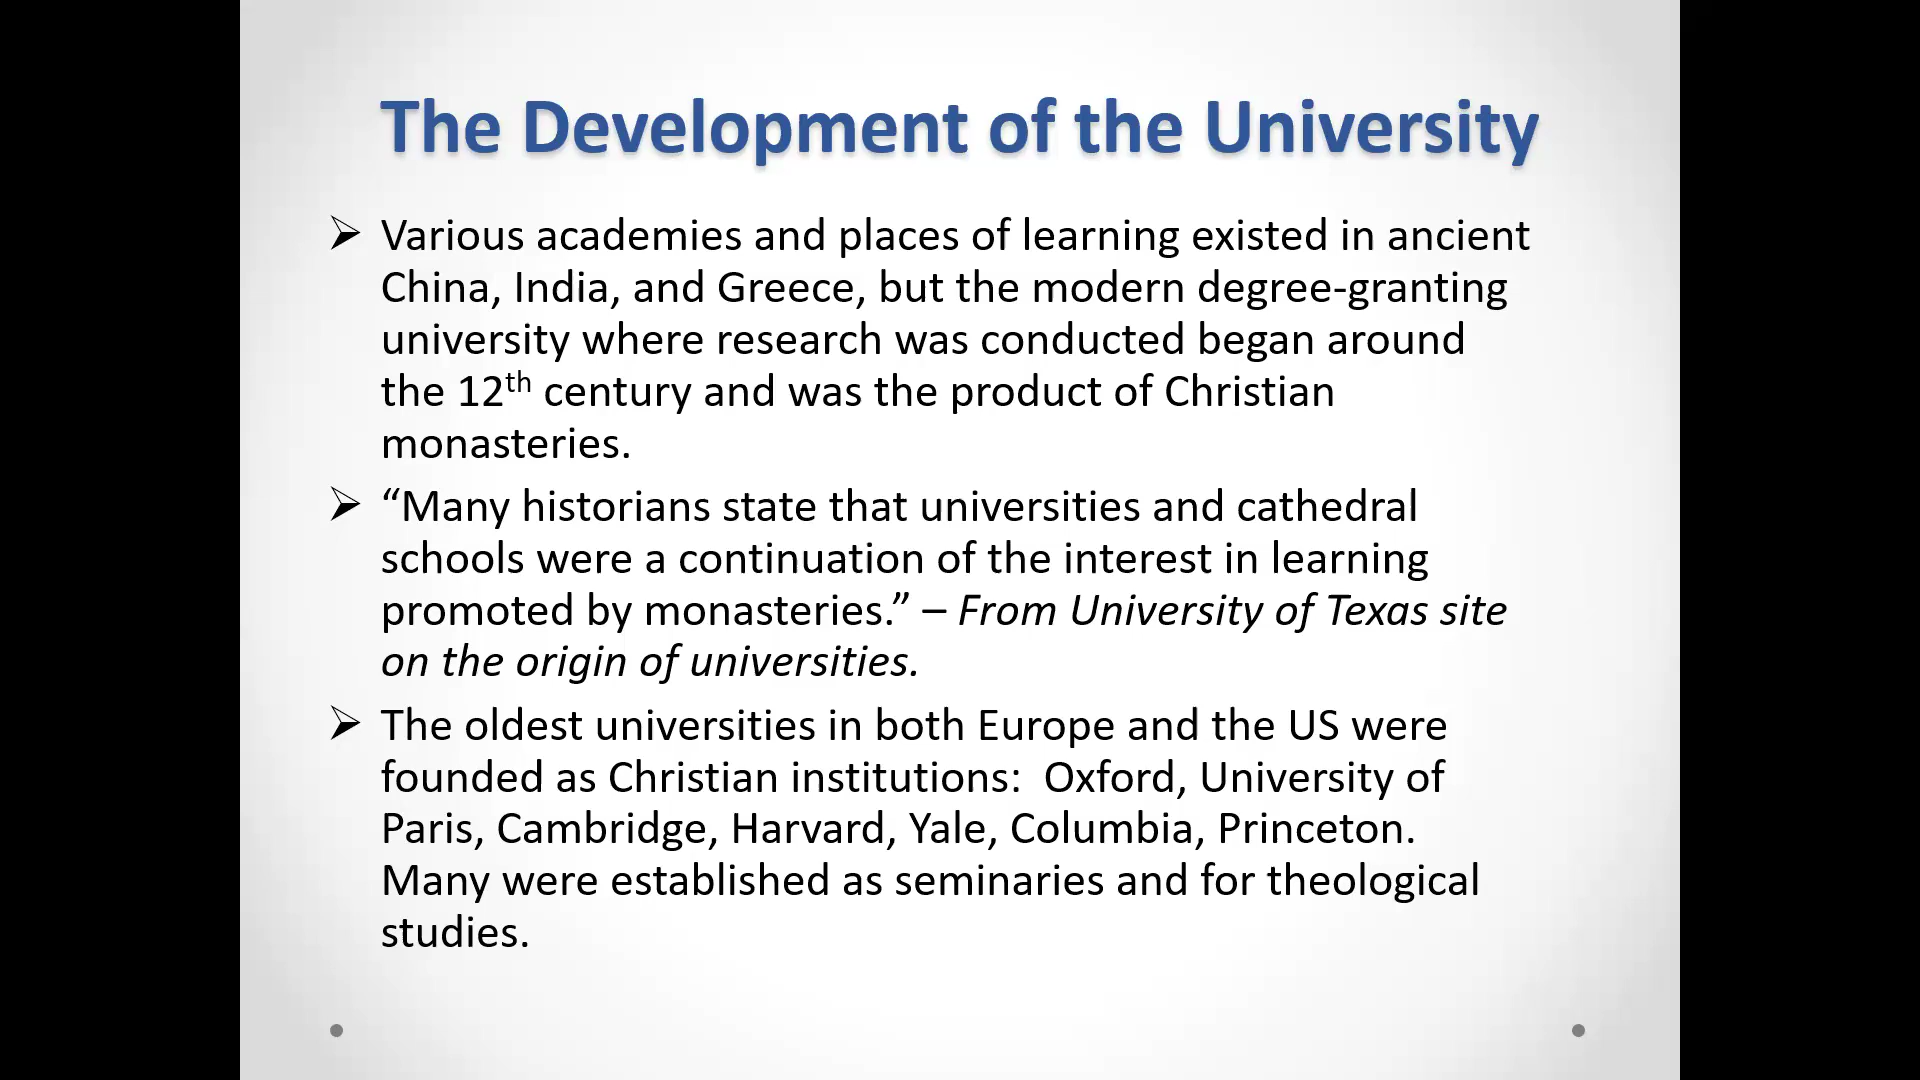 The Development of the University
➢ Various academies and places of learning existed in ancient
China, India, and Greece, but the modern degree-granting
university where research was conducted began around
the 12th century and was the product of Christian
monasteries.
➢ “Many historians state that universities and cathedral
schools were a continuation of the interest in learning
promoted by monasteries.” – From University of Texas site
on the origin of universities.
➢ The oldest universities in both Europe and the US were
founded as Christian institutions:  Oxford, University of
Paris, Cambridge, Harvard, Yale, Columbia, Princeton.
Many were established as seminaries and for theological
studies.